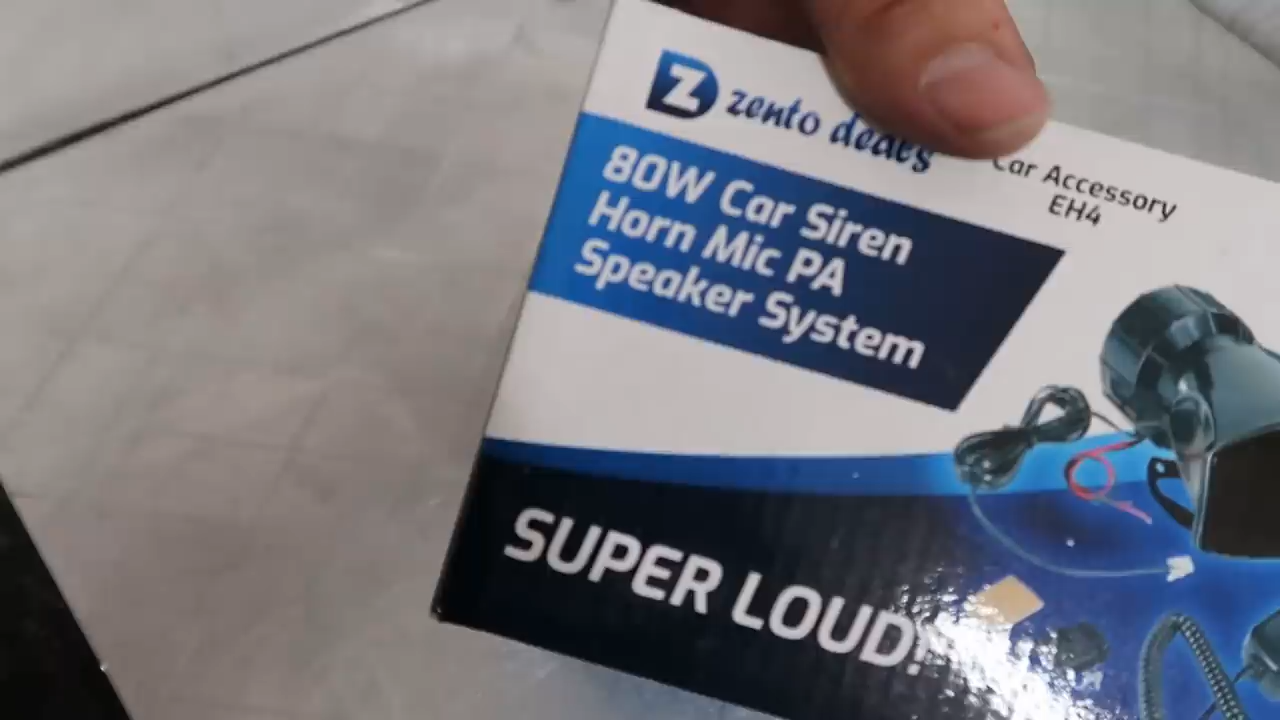 Z zento deals
Car Accessory
EH4
80W Car Siren
Horn Mic PA
Speaker System
SUPER LOUD!